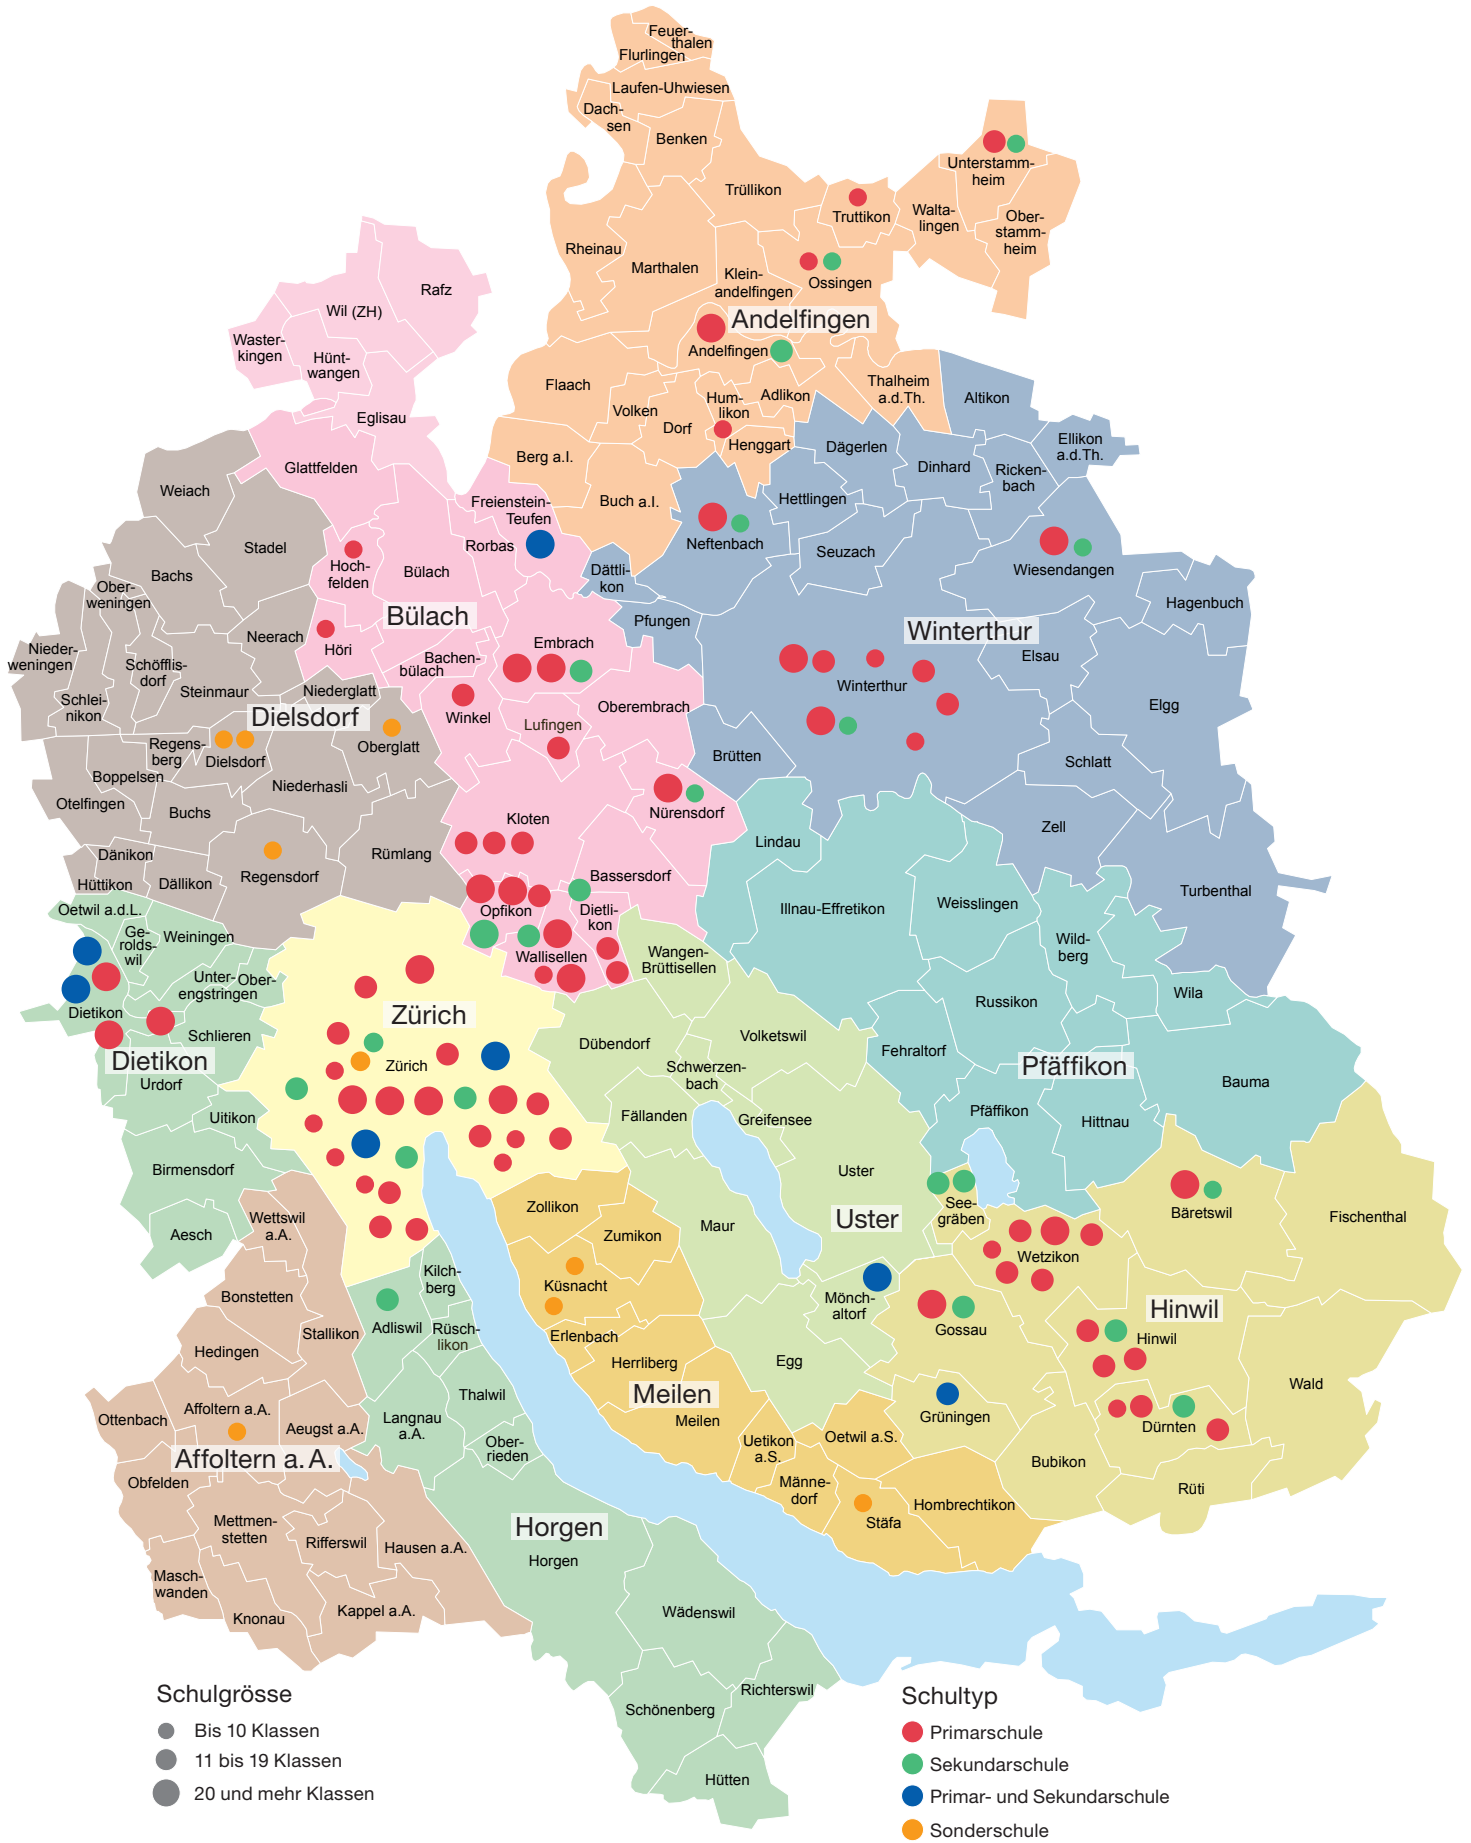 Feuer-
thalen
Flurlingen
Laufen-Uhwiesen
Dach-
sen
Benken
Unterstamm-
heim
Trüllikon
Truttikon
Walta-
lingen
Ober-
stamm-
heim
Rheinau
Marthalen
Klein-
andelfingen
Ossingen
Andelfingen
Andelfingen
Rafz
Wil (ZH)
Waster-
kingen
Hünt-
wangen
Eglisau
Flaach
Volken
Dorf
Hum-
likon
Adlikon
Thalheim
a.d.Th.
Altikon
Henggart
Berg a.I.
Buch a.I.
Dägerlen
Dinhard
Ricken-
bach
Ellikon
a.d.Th.
Glattfelden
Weiach
Stadel
Freienstein-
Teufen
Rorbas
Hettlingen
Neftenbach
Seuzach
Wiesendangen
Dättli-
kon
Pfungen
Hagenbuch
Hoch-
felden
Bülach
Bülach
Bachs
Ober-
weningen
Neerach
Höri
Nieder-
weningen
Schöfflis-
dorf
Schlei-
nikon
Steinmaur
Niederglatt
Dielsdorf
Oberglatt
Regens-
berg
Dielsdorf
Boppelsen
Niederhasli
Otelfingen
Buchs
Dänikon
Hüttikon
Dällikon
Regensdorf
Rümlang
Embrach
Bachen-
bülach
Winkel
Lufingen
Oberembrach
Winterthur
Winterthur
Elsau
Elgg
Brütten
Schlatt
Zell
Turbenthal
Nürensdorf
Kloten
Bassersdorf
Opfikon
Dietli-
kon
Wallisellen
Lindau
Illnau-Effretikon
Weisslingen
Wild-
berg
Wila
Russikon
Fehraltorf
Pfäffikon
Pfäffikon
Hittnau
Bauma
Oetwil a.d.L.
Ge-
rolds-
wil
Weiningen
Unter-
engstringen
Ober-
Dietikon
Schlieren
Dietikon
Urdorf
Uitikon
Birmensdorf
Aesch
Zürich
Zürich
Wangen-
Brüttisellen
Dübendorf
Volketswil
Schwerzen-
bach
Fällanden
Greifensee
Uster
Uster
Maur
Mönch-
altorf
Egg
See-
gräben
Wetzikon
Bäretswil
Fischenthal
Gossau
Hinwil
Hinwil
Grüningen
Dürnten
Wald
Bubikon
Rüti
Zollikon
Zumikon
Küsnacht
Erlenbach
Herrliberg
Meilen
Meilen
Uetikon
a.S.
Oetwil a.S.
Männe-
dorf
Stäfa
Hombrechtikon
Wettswil
a.A.
Bonstetten
Stallikon
Hedingen
Ottenbach
Affoltern a.A.
Aeugst a.A.
Affoltern a.A.
Obfelden
Mettmen-
stetten
Rifferswil
Hausen a.A.
Masch-
wanden
Knonau
Kappel a.A.
Kilch-
berg
Adliswil
Rüsch-
likon
Thalwil
Langnau
a.A.
Ober-
rieden
Horgen
Horgen
Wädenswil
Richterswil
Schönenberg
Hütten
Schulgrösse
Bis 10 Klassen
11 bis 19 Klassen
20 und mehr Klassen
Schultyp
Primarschule
Sekundarschule
Primar- und Sekundarschule
Sonderschule